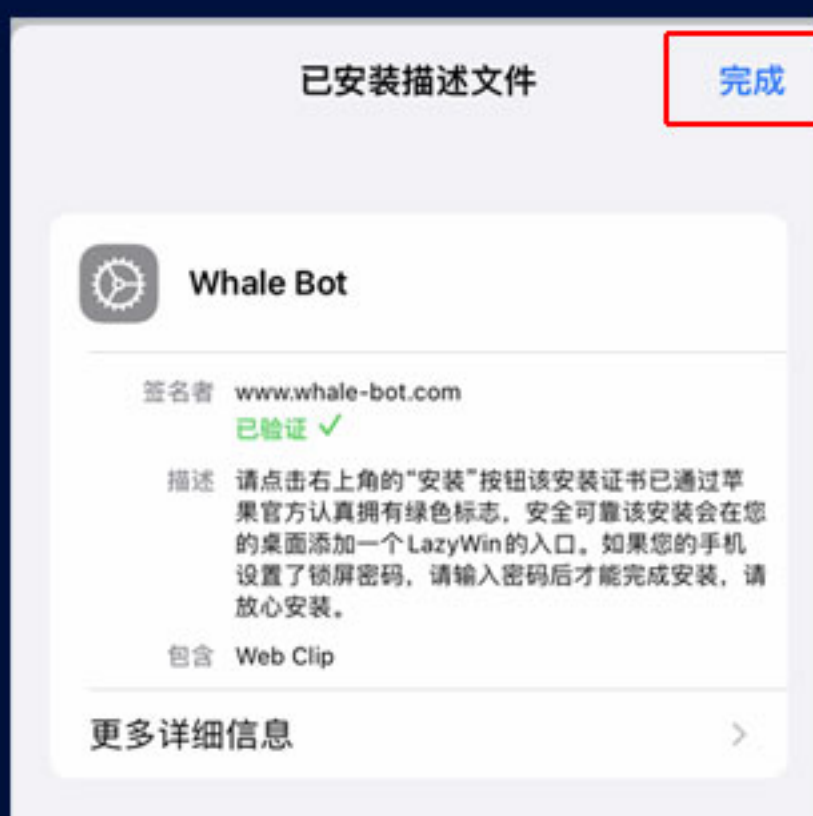 已安装描述文件
完成
Whale Bot
签名者 www.whale-bot.com
已验证 ✓
描述 请点击右上角的“安装”按钮该安装证书已通过苹
果官方认真拥有绿色标志，安全可靠该安装会在您
的桌面添加一个LazyWin的入口。如果您的手机
设置了锁屏密码，请输入密码后才能完成安装，请
放心安装。
包含 Web Clip
更多详细信息